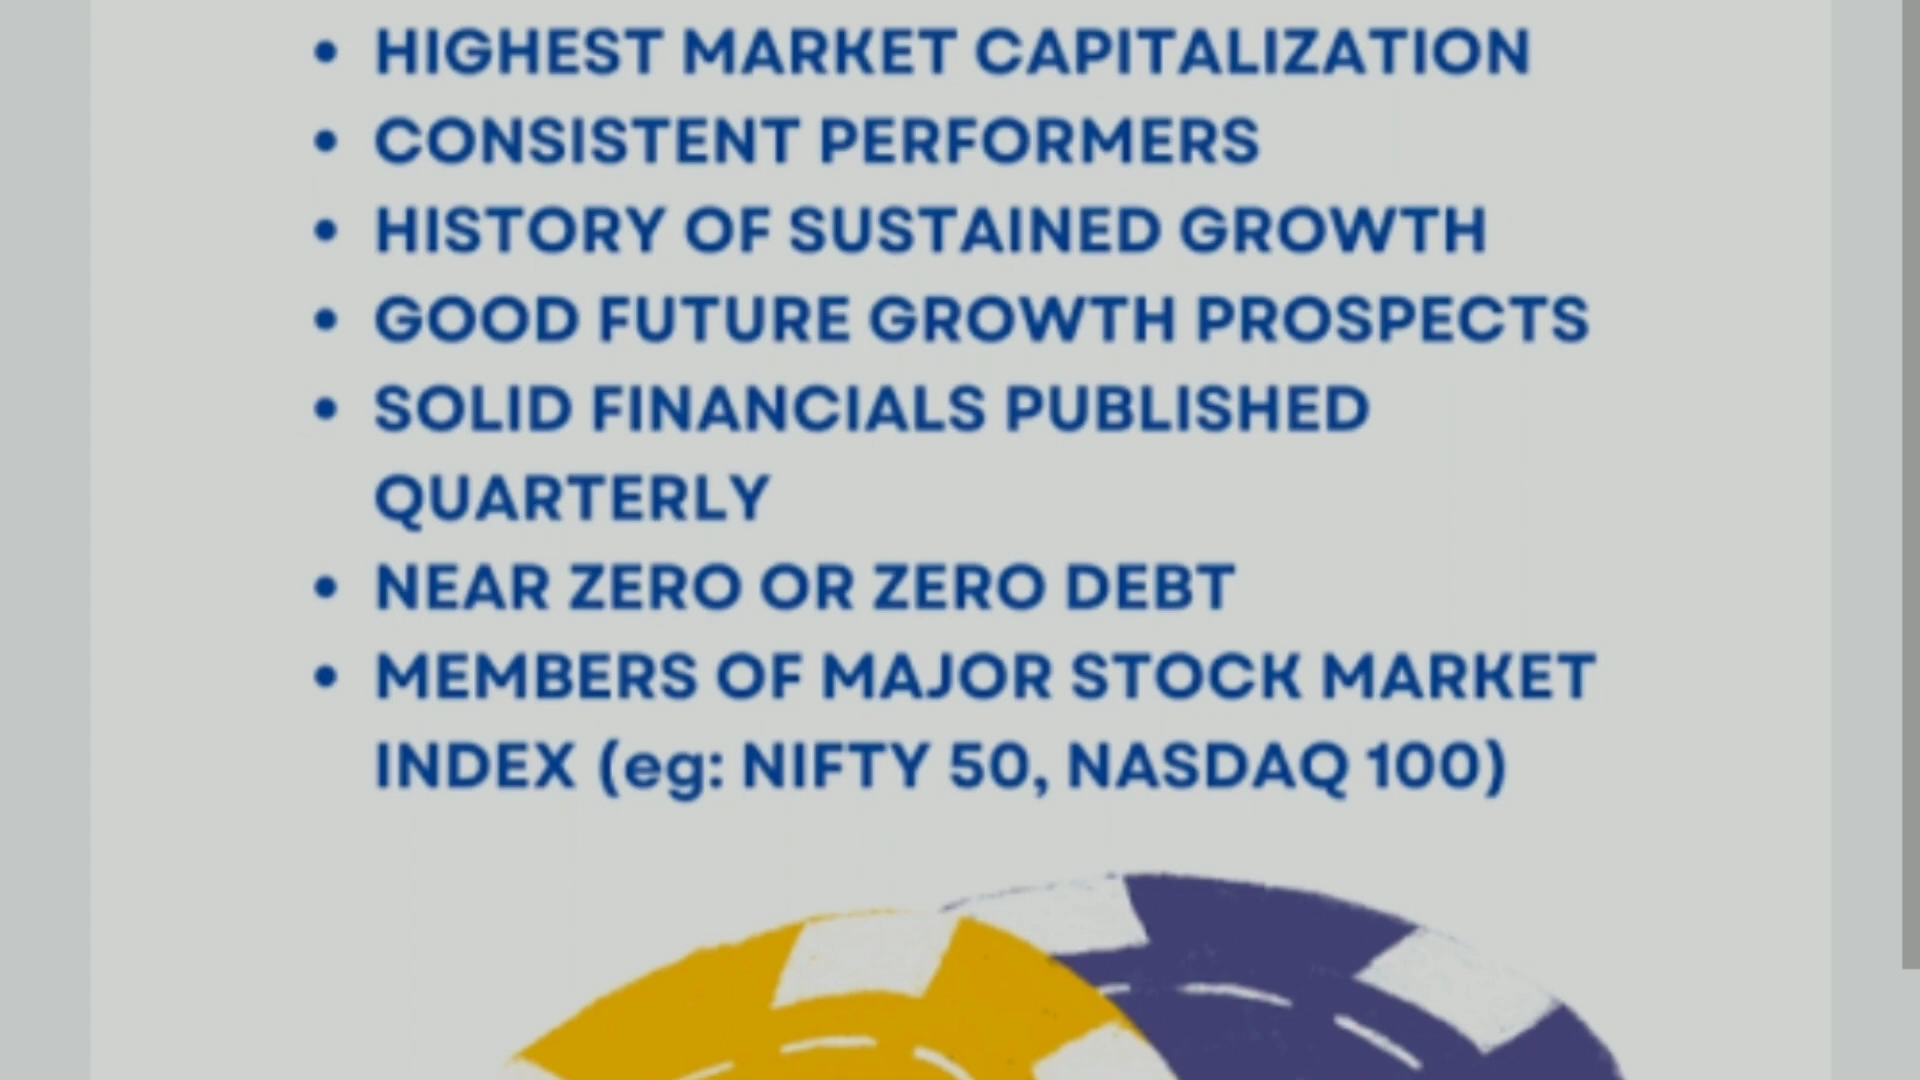 • HIGHEST MARKET CAPITALIZATION
• CONSISTENT PERFORMERS
• HISTORY OF SUSTAINED GROWTH
• GOOD FUTURE GROWTH PROSPECTS
• SOLID FINANCIALS PUBLISHED
QUARTERLY
• NEAR ZERO OR ZERO DEBT
• MEMBERS OF MAJOR STOCK MARKET
INDEX (eg: NIFTY 50, NASDAQ 100)